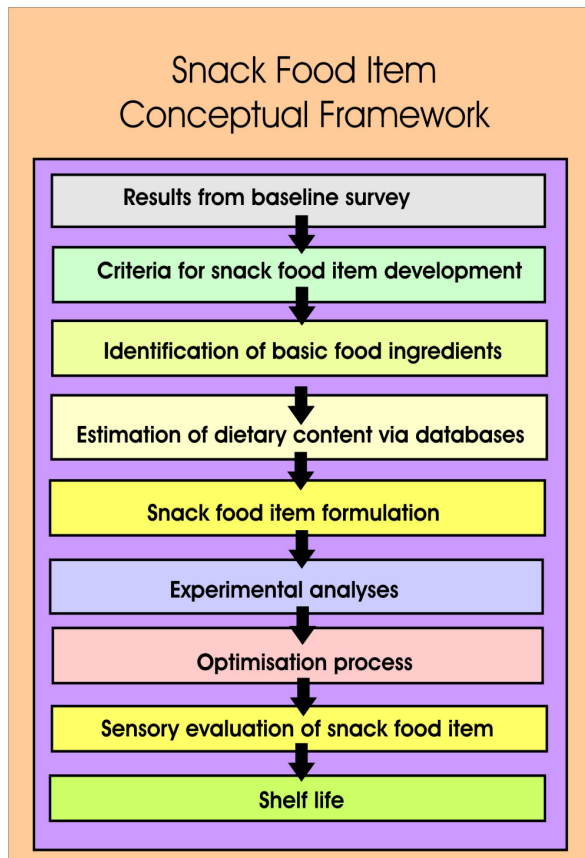 Snack Food Item
Conceptual Framework
Results from baseline survey
Criteria for snack food item development
Identification of basic food ingredients
Estimation of dietary content via databases
Snack food item formulation
Experimental analyses
Optimisation process
Sensory evaluation of snack food item
Shelf life